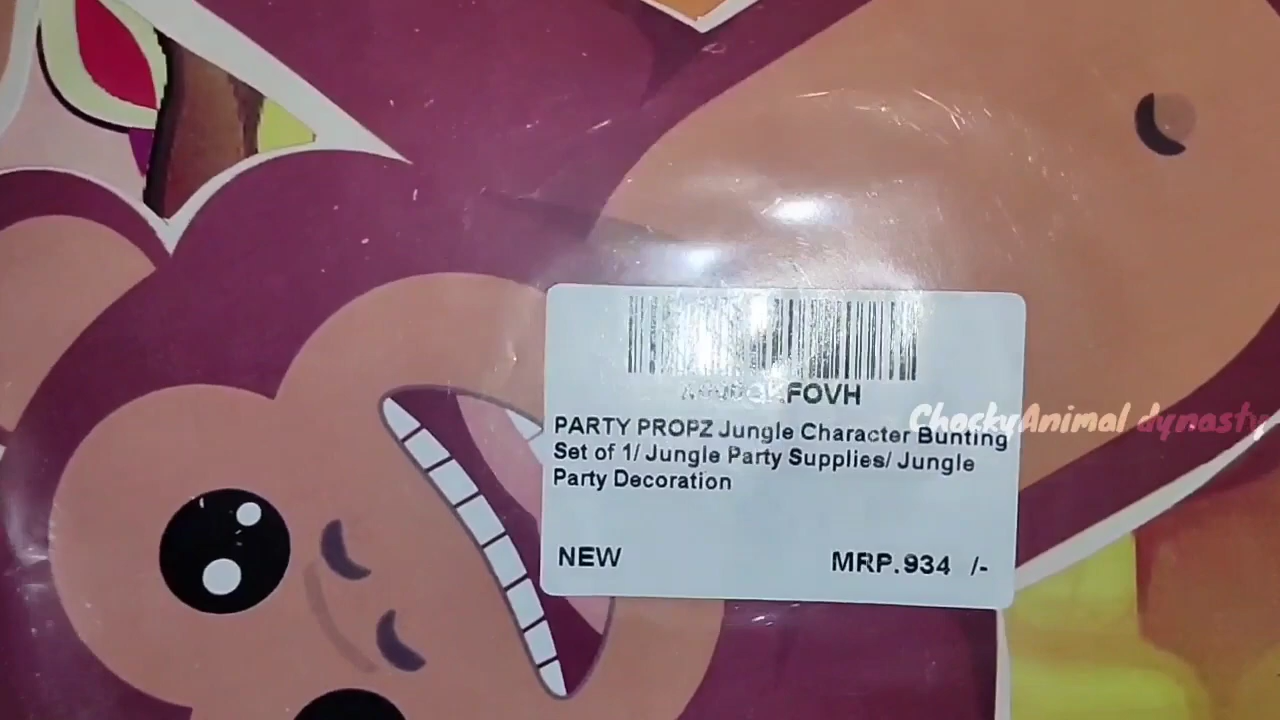 PARTY PROPZ Jungle Character Bunting
Set of 1/ Jungle Party Supplies/ Jungle
Party Decoration
NEW
MRP.934 /-
ChockyAnimal dynasty